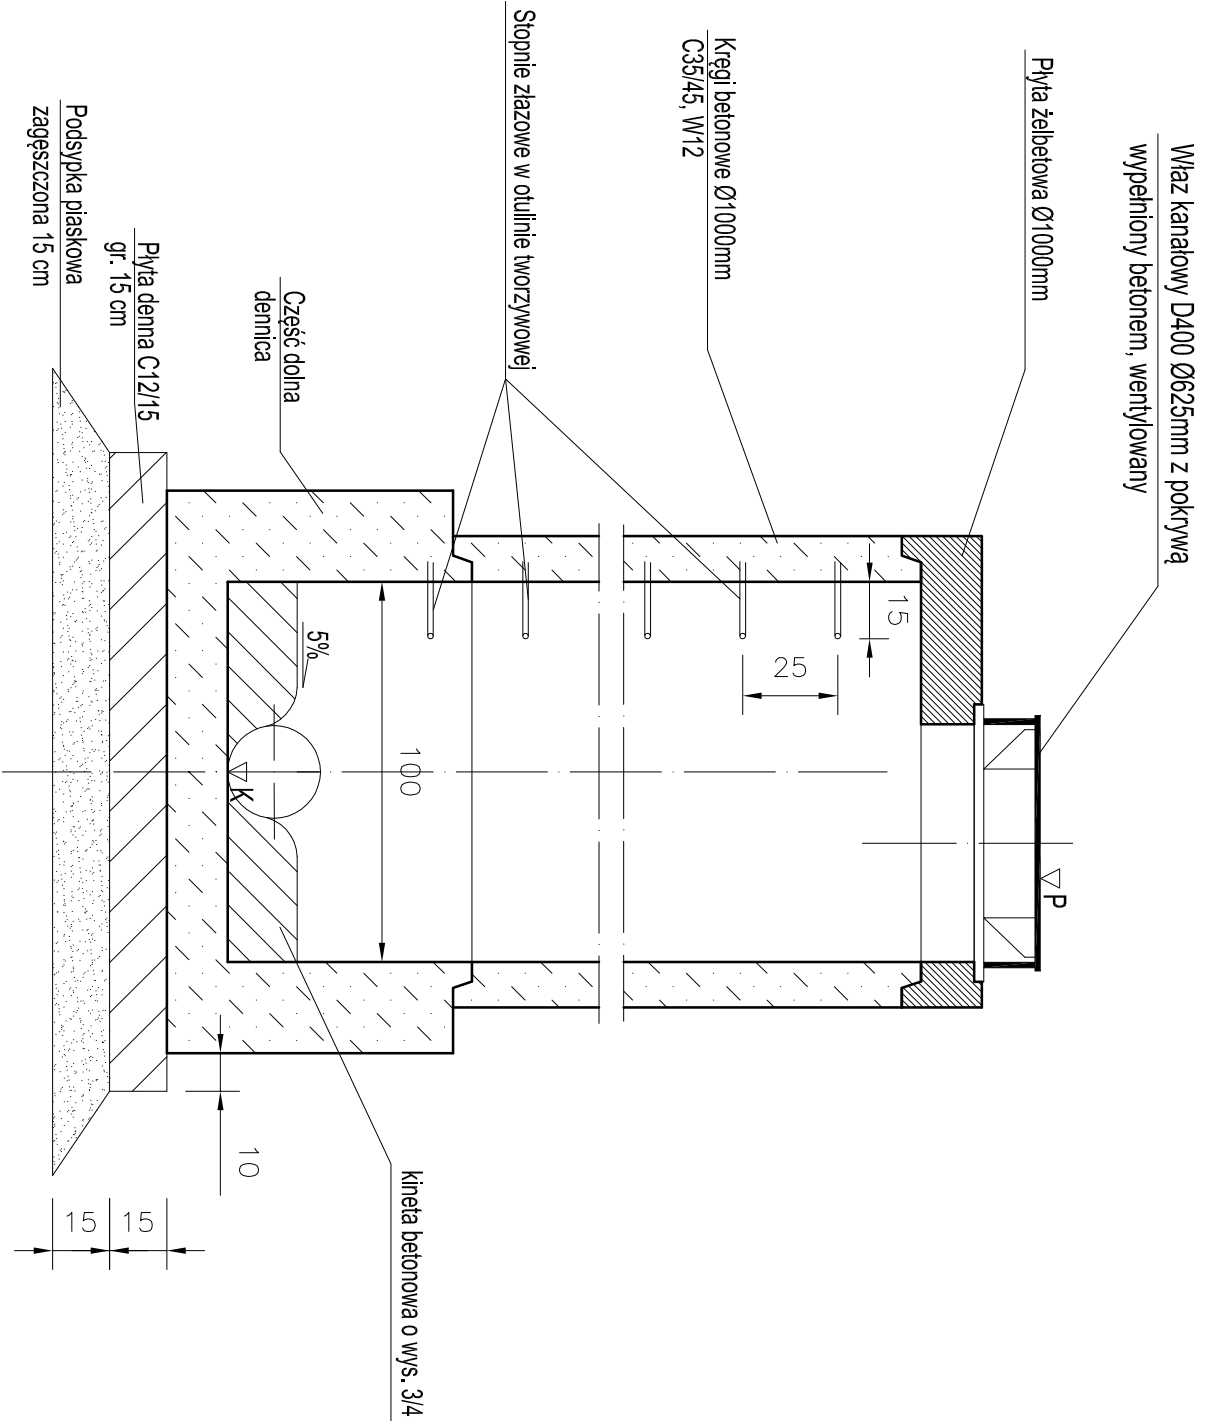 Właz kanałowy D400 Ø625mm z pokrywą
wypełniony betonem, wentylowany
P
Płyta żelbetowa Ø1000mm
Kręgi betonowe Ø1000mm
C35/45, W12
Stopnie złazowe w otulinie tworzywowej
15
25
100
Część dolna
dennica
5%
K
kineta betonowa o wys. 3/4
10
Płyta denna C12/15
gr. 15 cm
Podsypka piaskowa
zagęszczona 15 cm
15
15